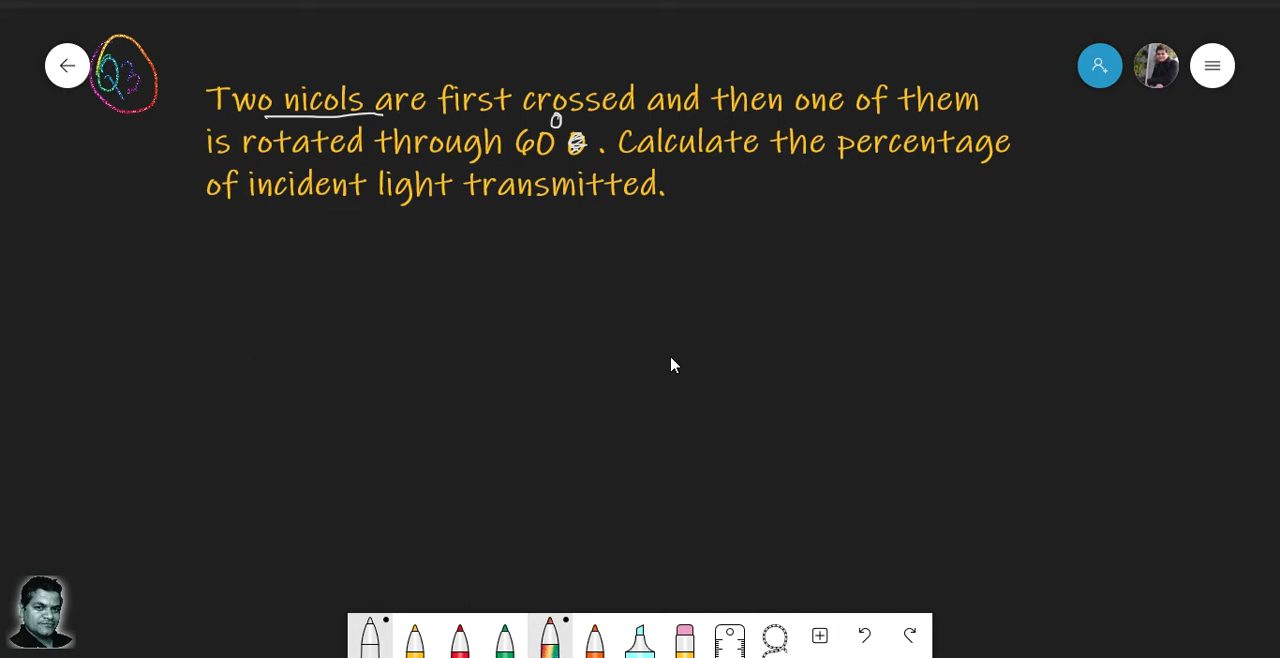 Two nicols are first crossed and then one of them
is rotated through 60° . Calculate the percentage
of incident light transmitted.